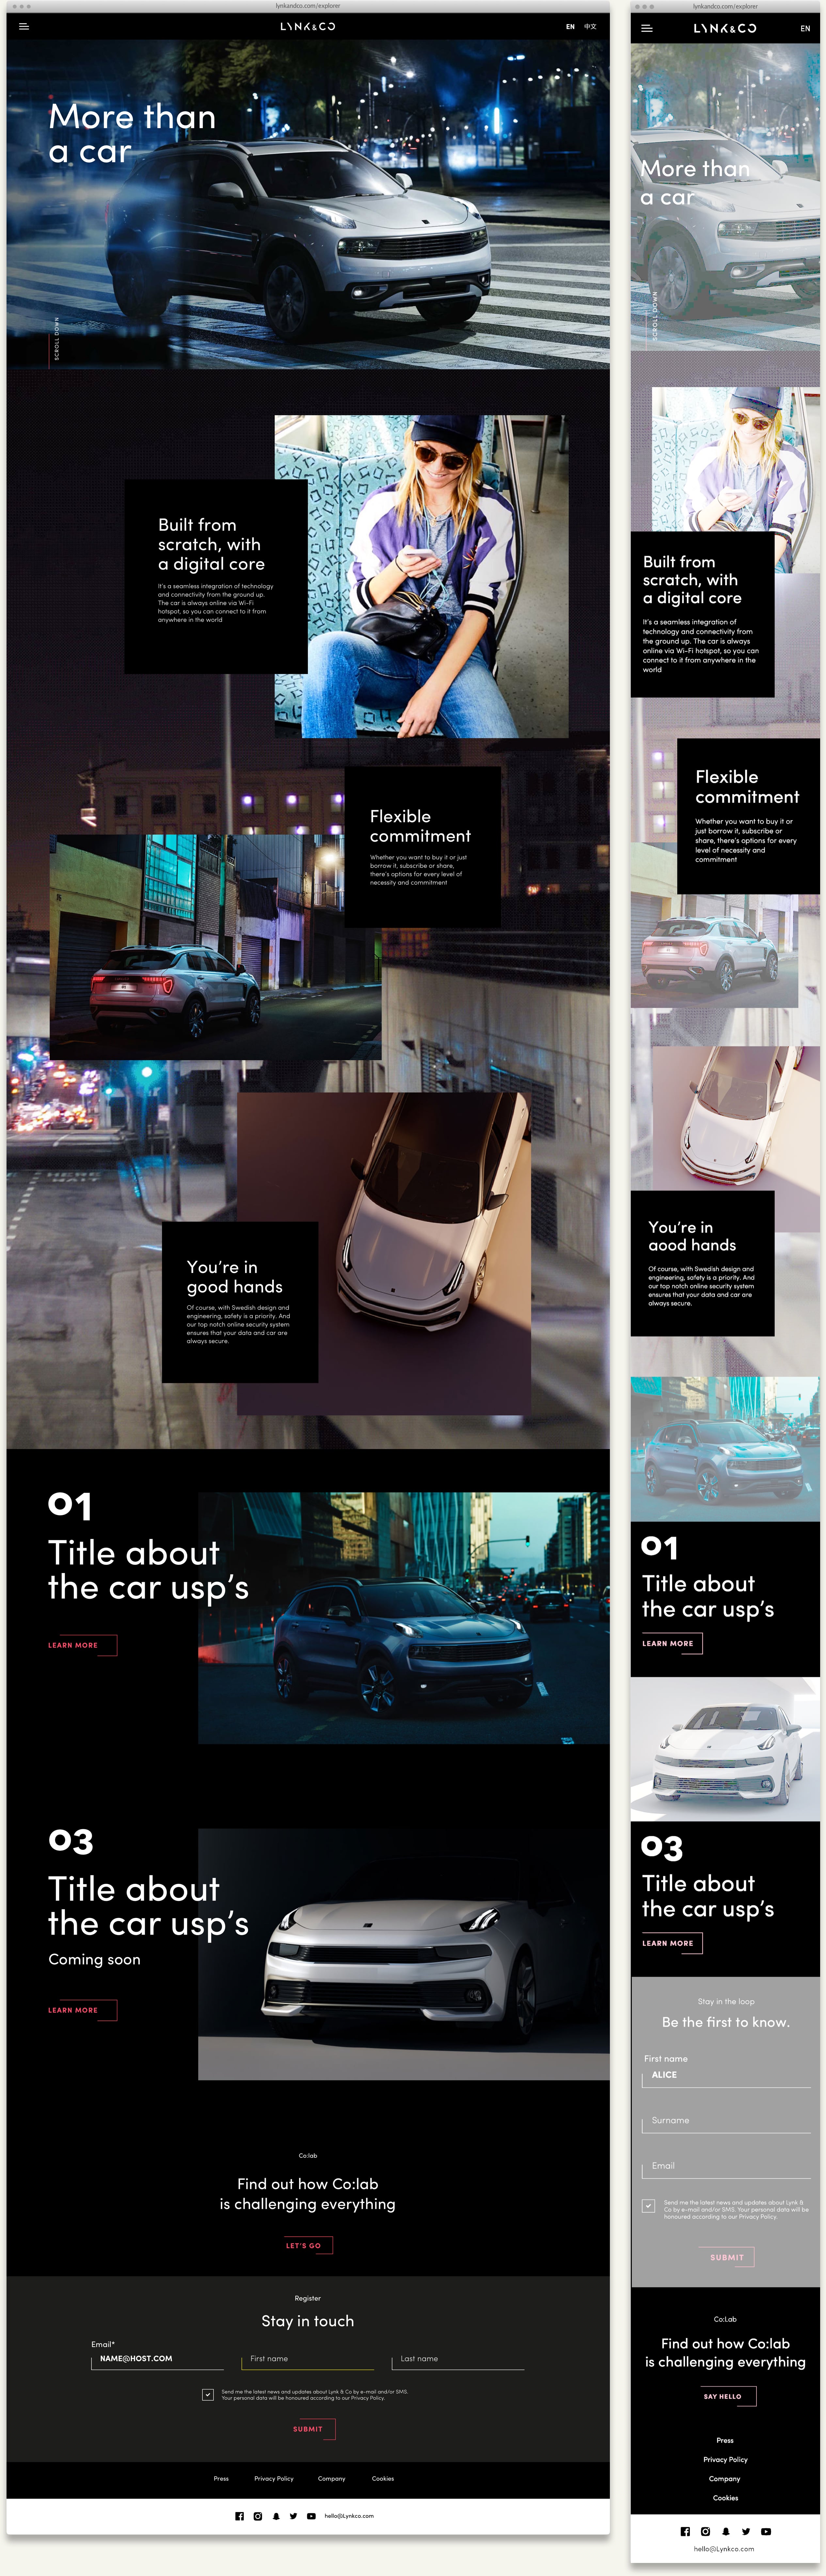 lynkandco.com/explorer
LYNK&CO
EN 中文
More than
a car
SCROLL DOWN
Built from
scratch, with
a digital core
It's a seamless integration of technology
and connectivity from the ground up.
The car is always online via Wi-Fi
hotspot, so you can connect to it from
anywhere in the world
Flexible
commitment
Whether you want to buy it or just
borrow it, subscribe or share,
there's options for every level of
necessity and commitment
You're in
good hands
Of course, with Swedish design and
engineering, safety is a priority. And
our top notch online security system
ensures that your data and car are
always secure.
01
Title about
the car usp's
LEARN MORE
03
Title about
the car usp's
Coming soon
LEARN MORE
Co:lab
Find out how Co:lab
is challenging everything
LET'S GO
Register
Stay in touch
Email*
NAME@HOST.COM First name Last name
Send me the latest news and updates about Lynk & Co by e-mail and/or SMS.
Your personal data will be honoured according to our Privacy Policy.
SUBMIT
Press Privacy Policy Company Cookies
hello@Lynkco.com
lynkandco.com/explorer
LYNK&CO
EN
More than
a car
SCROLL DOWN
Built from
scratch, with
a digital core
It's a seamless integration of
technology and connectivity from
the ground up. The car is always
online via Wi-Fi hotspot, so you can
connect to it from anywhere in the
world
Flexible
commitment
Whether you want to buy it or
just borrow it, subscribe or
share, there's options for every
level of necessity and
commitment
You're in
aood hands
Of course, with Swedish design and
engineering, safety is a priority. And
our top notch online security system
ensures that your data and car are
always secure.
01
Title about
the car usp's
LEARN MORE
03
Title about
the car usp's
LEARN MORE
Stay in the loop
Be the first to know.
First name
ALICE
Surname
Email
Send me the latest news and updates about Lynk &
Co by e-mail and/or SMS. Your personal data will be
honoured according to our Privacy Policy.
SUBMIT
Co:Lab
Find out how Co:lab
is challenging everything
SAY HELLO
Press
Privacy Policy
Company
Cookies
hello@Lynkco.com